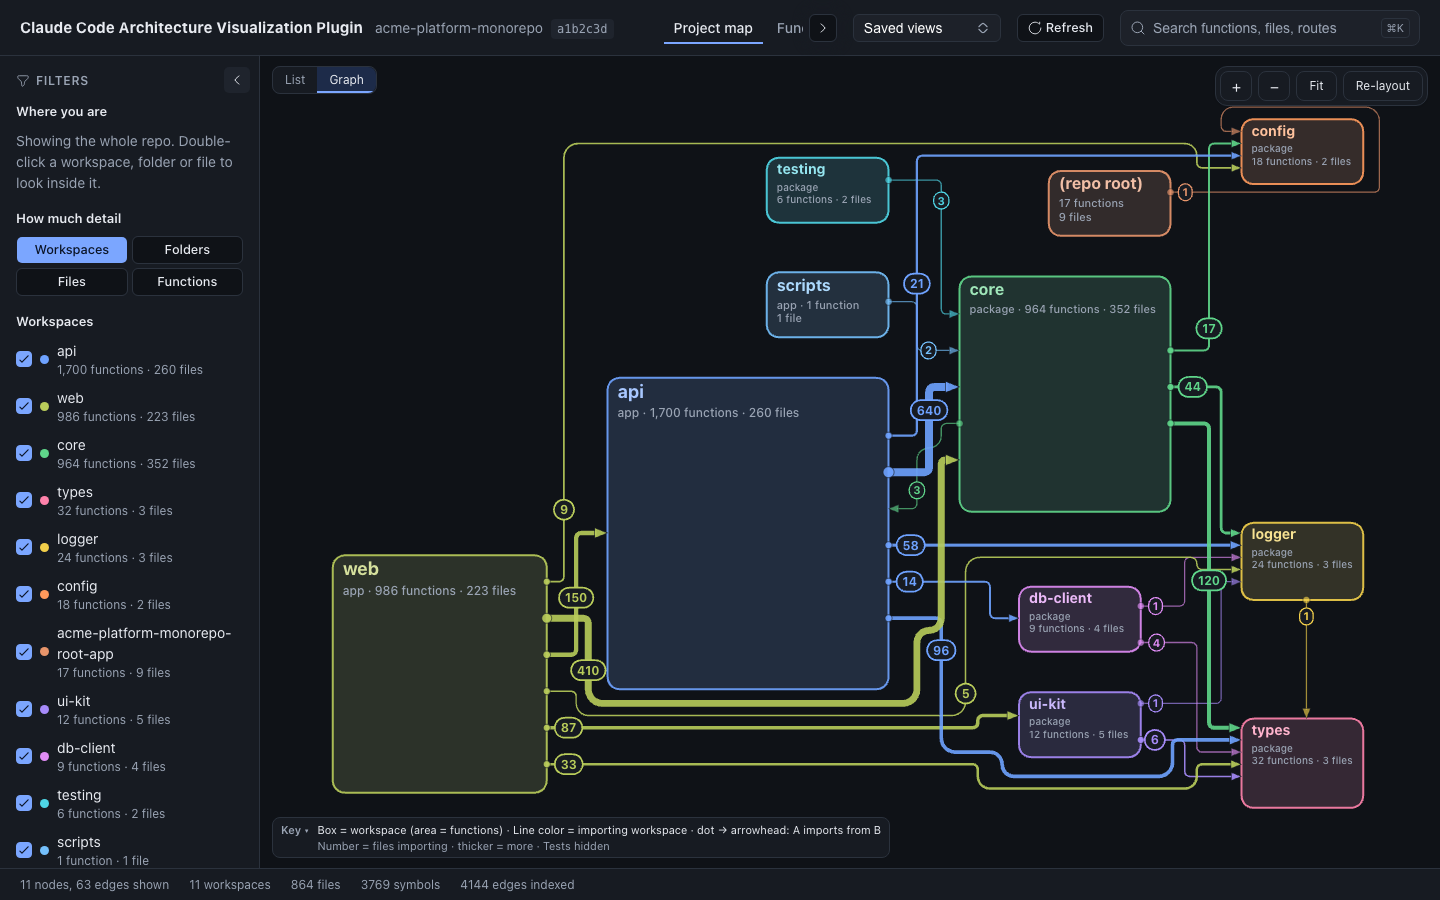 Claude Code Architecture Visualization Plugin
acme-platform-monorepo
a1b2c3d
Project map
Func
Saved views
Refresh
Search functions, files, routes
⌘K
FILTERS
Where you are
Showing the whole repo. Double-
click a workspace, folder or file to
look inside it.
How much detail
Workspaces
Folders
Files
Functions
Workspaces
api
1,700 functions · 260 files
web
986 functions · 223 files
core
964 functions · 352 files
types
32 functions · 3 files
logger
24 functions · 3 files
config
18 functions · 2 files
acme-platform-monorepo-
root-app
17 functions · 9 files
ui-kit
12 functions · 5 files
db-client
9 functions · 4 files
testing
6 functions · 2 files
scripts
1 function · 1 file
List
Graph
+
−
Fit
Re-layout
config
package
18 functions · 2 files
testing
package
6 functions · 2 files
(repo root)
17 functions
9 files
1
3
scripts
app · 1 function
1 file
21
core
package · 964 functions · 352 files
17
2
44
api
app · 1,700 functions · 260 files
640
3
9
58
14
logger
package
24 functions · 3 files
web
app · 986 functions · 223 files
150
120
db-client
package
9 functions · 4 files
1
4
1
410
96
5
ui-kit
package
12 functions · 5 files
1
6
87
33
types
package
32 functions · 3 files
Key ▾
Box = workspace (area = functions) · Line color = importing workspace · dot → arrowhead: A imports from B
Number = files importing · thicker = more · Tests hidden
11 nodes, 63 edges shown
11 workspaces
864 files
3769 symbols
4144 edges indexed